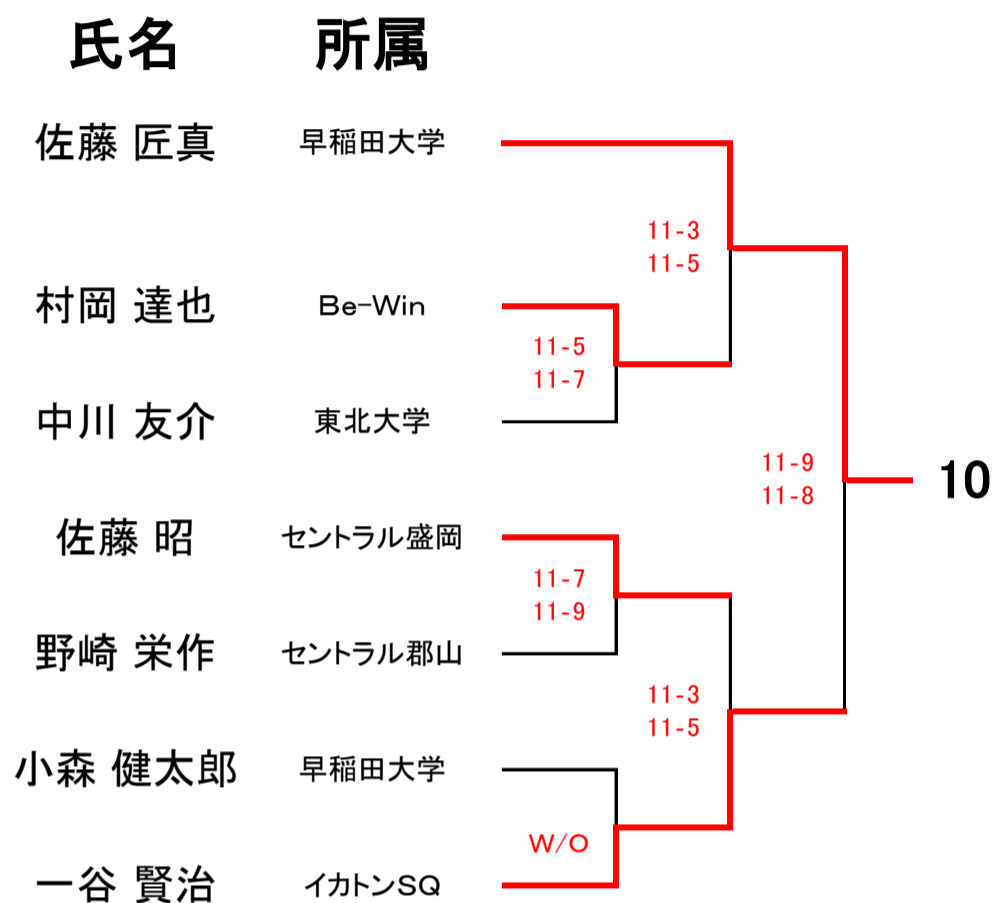 氏名 所属
佐藤 匠真 早稲田大学
11-3
11-5
村岡 達也 Be-Win
11-5
11-7
中川 友介 東北大学
11-9
11-8
10
佐藤 昭 セントラル盛岡
11-7
11-9
野崎 栄作 セントラル郡山
11-3
11-5
小森 健太郎 早稲田大学
W/O
一谷 賢治 イカトンSQ